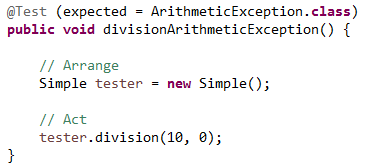 @Test (expected = ArithmeticException.class)
public void divisionArithmeticException() {
// Arrange
Simple tester = new Simple();
// Act
tester.division(10, 0);
}